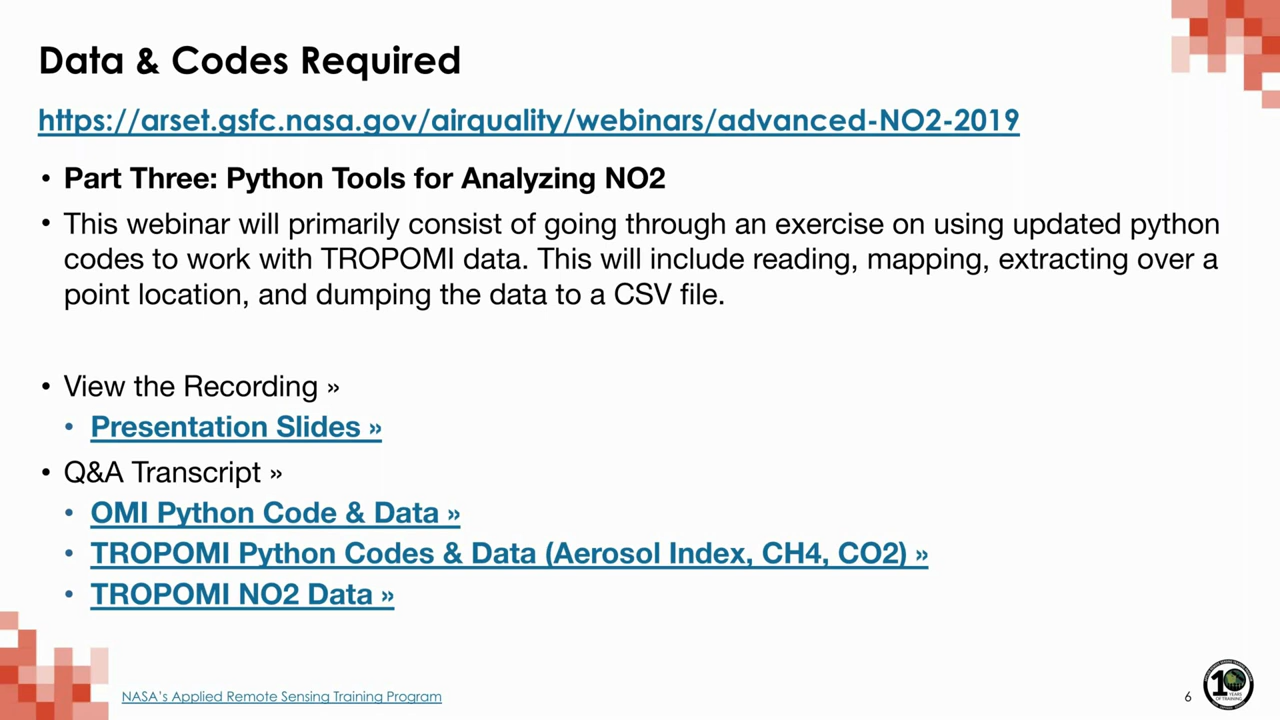 Data & Codes Required
https://arset.gsfc.nasa.gov/airquality/webinars/advanced-NO2-2019
• Part Three: Python Tools for Analyzing NO2
• This webinar will primarily consist of going through an exercise on using updated python
codes to work with TROPOMI data. This will include reading, mapping, extracting over a
point location, and dumping the data to a CSV file.
• View the Recording »
• Presentation Slides »
• Q&A Transcript »
• OMI Python Code & Data »
• TROPOMI Python Codes & Data (Aerosol Index, CH4, CO2) »
• TROPOMI NO2 Data »
NASA's Applied Remote Sensing Training Program
6
10
YEARS
OF TRAINING